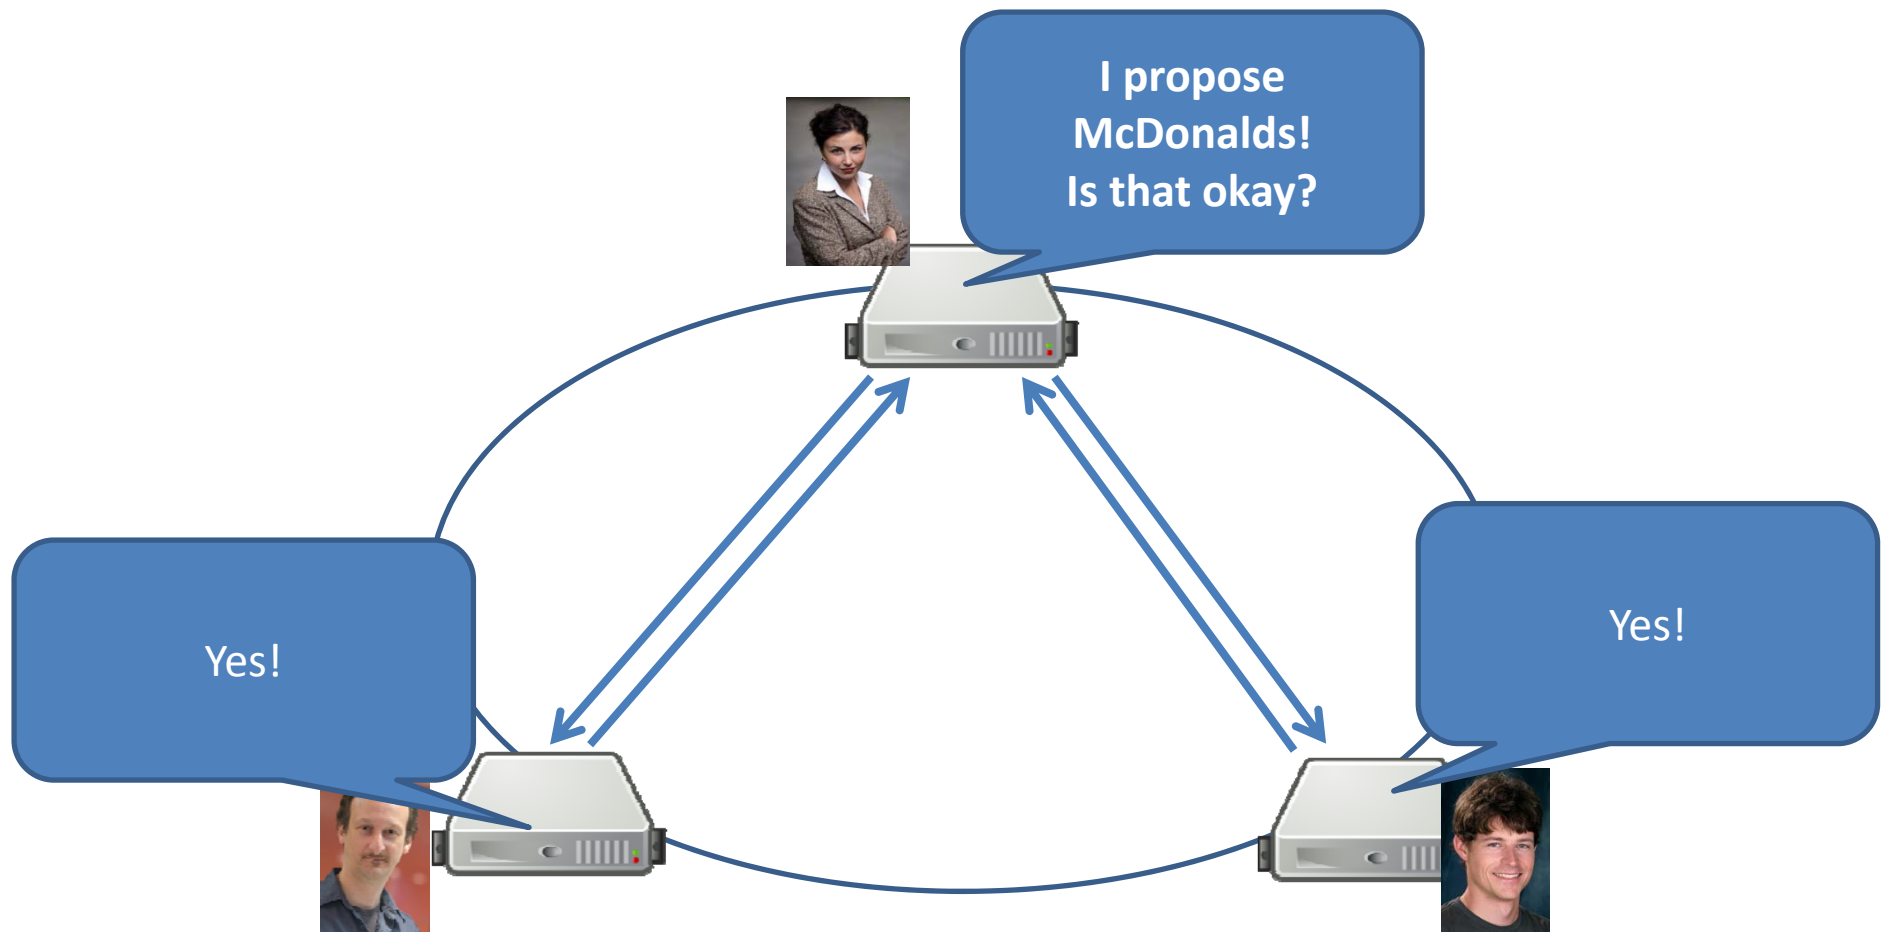 I propose
McDonalds!
Is that okay?
Yes!
Yes!